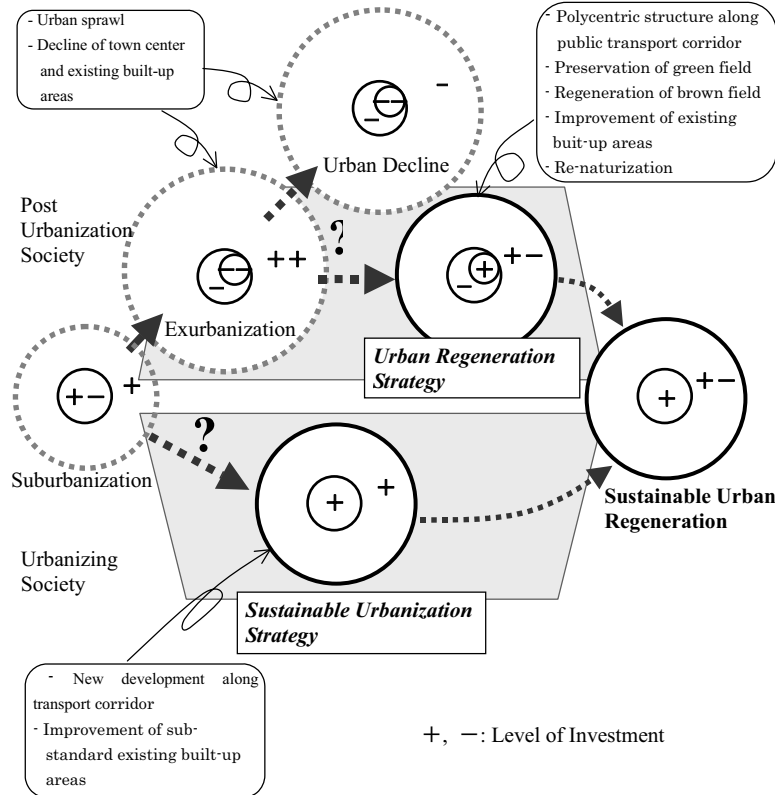 - Urban sprawl
- Decline of town center
and existing built-up
areas
- Polycentric structure along
public transport corridor
- Preservation of green field
- Regeneration of brown field
- Improvement of existing
buit-up areas
- Re-naturization
-
--
-
Urban Decline
Post
Urbanization
Society
?
--
-
++
Exurbanization
+
-
+-
Urban Regeneration
Strategy
+-
+
Suburbanization
?
+-
+
Sustainable Urban
Regeneration
+
+
Urbanizing
Society
Sustainable Urbanization
Strategy
- New development along
transport corridor
- Improvement of sub-
standard existing built-up
areas
+, −: Level of Investment